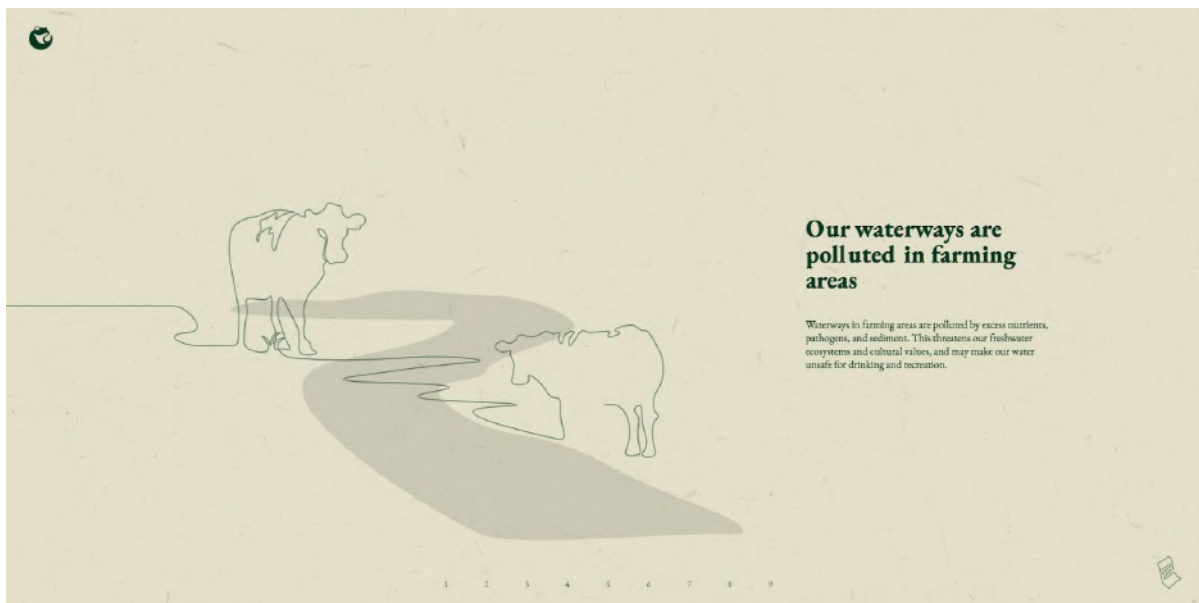 Our waterways are
polluted in farming
areas
Waterways in farming areas are polluted by excess nutrients,
pathogens, and sediment. This threatens our freshwater
ecosystems and cultural values, and may make our water
unsafe for drinking and recreation.
1 2 3 4 5 6 7 8 9